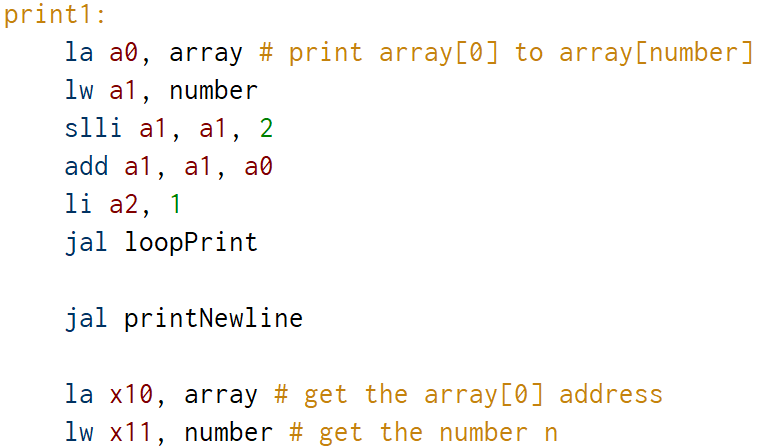 print1:
    la a0, array # print array[0] to array[number]
    lw a1, number
    slli a1, a1, 2
    add a1, a1, a0
    li a2, 1
    jal loopPrint

    jal printNewline

    la x10, array # get the array[0] address
    lw x11, number # get the number n